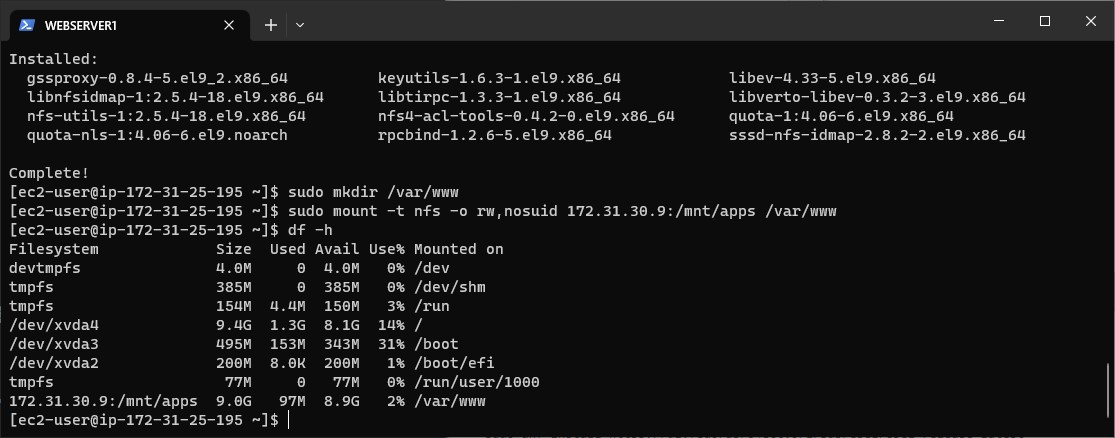 WEBSERVER1
Installed:
  gssproxy-0.8.4-5.el9_2.x86_64          keyutils-1.6.3-1.el9.x86_64            libev-4.33-5.el9.x86_64
  libnfsidmap-1:2.5.4-18.el9.x86_64      libtirpc-1.3.3-1.el9.x86_64            libverto-libev-0.3.2-3.el9.x86_64
  nfs-utils-1:2.5.4-18.el9.x86_64        nfs4-acl-tools-0.4.2-0.el9.x86_64      quota-1:4.06-6.el9.x86_64
  quota-nls-1:4.06-6.el9.noarch          rpcbind-1.2.6-5.el9.x86_64             sssd-nfs-idmap-2.8.2-2.el9.x86_64
Complete!
[ec2-user@ip-172-31-25-195 ~]$ sudo mkdir /var/www
[ec2-user@ip-172-31-25-195 ~]$ sudo mount -t nfs -o rw,nosuid 172.31.30.9:/mnt/apps /var/www
[ec2-user@ip-172-31-25-195 ~]$ df -h
Filesystem             Size  Used Avail Use% Mounted on
devtmpfs               4.0M     0  4.0M   0% /dev
tmpfs                  385M     0  385M   0% /dev/shm
tmpfs                  154M  4.4M  150M   3% /run
/dev/xvda4             9.4G  1.3G  8.1G  14% /
/dev/xvda3             495M  153M  343M  31% /boot
/dev/xvda2             200M  8.0K  200M   1% /boot/efi
tmpfs                   77M     0   77M   0% /run/user/1000
172.31.30.9:/mnt/apps  9.0G   97M  8.9G   2% /var/www
[ec2-user@ip-172-31-25-195 ~]$